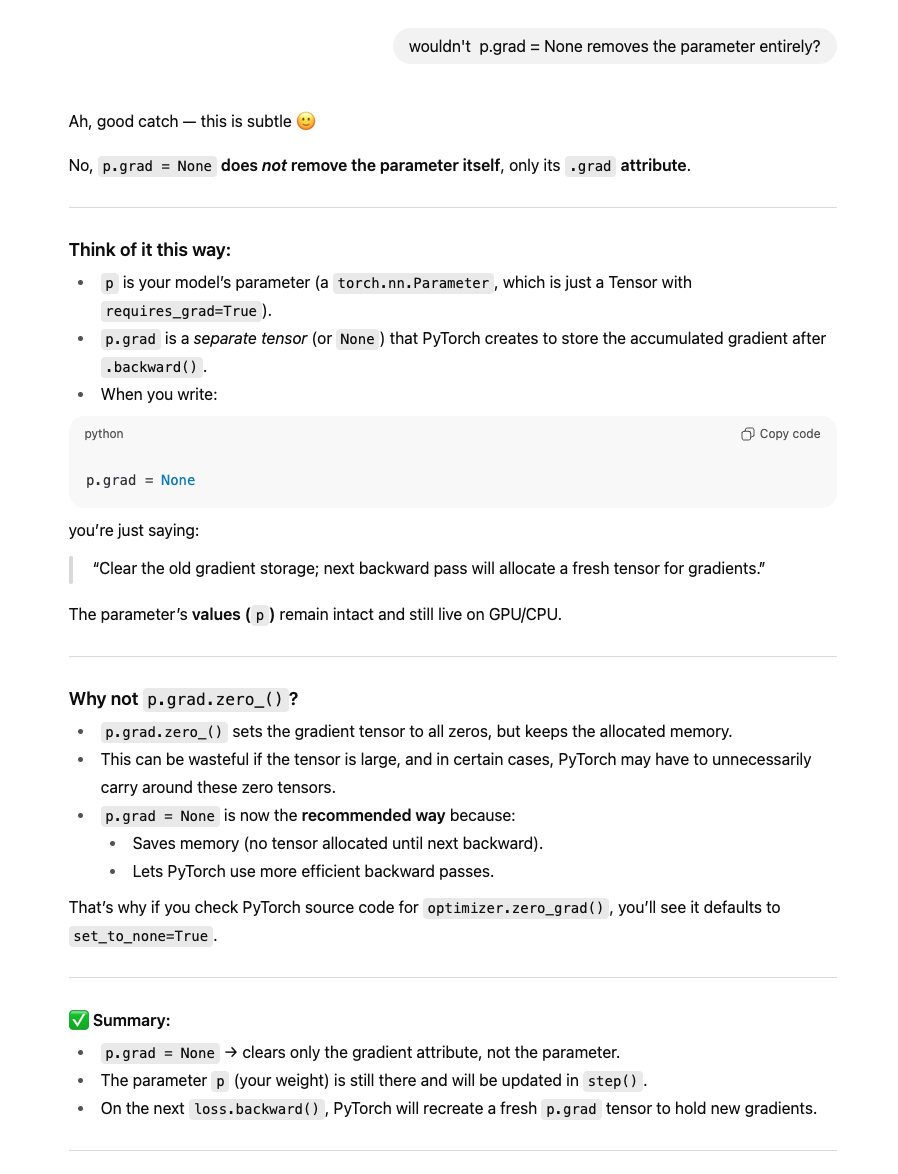 wouldn't  p.grad = None removes the parameter entirely?
Ah, good catch — this is subtle 🙂
No, p.grad = None does not remove the parameter itself, only its .grad attribute.
Think of it this way:
• p is your model’s parameter (a torch.nn.Parameter, which is just a Tensor with
requires_grad=True).
• p.grad is a separate tensor (or None) that PyTorch creates to store the accumulated gradient after
.backward().
• When you write:
python
Copy code
p.grad = None
you’re just saying:
“Clear the old gradient storage; next backward pass will allocate a fresh tensor for gradients.”
The parameter’s values (p) remain intact and still live on GPU/CPU.
Why not p.grad.zero_()?
• p.grad.zero_() sets the gradient tensor to all zeros, but keeps the allocated memory.
• This can be wasteful if the tensor is large, and in certain cases, PyTorch may have to unnecessarily
carry around these zero tensors.
• p.grad = None is now the recommended way because:
• Saves memory (no tensor allocated until next backward).
• Lets PyTorch use more efficient backward passes.
That’s why if you check PyTorch source code for optimizer.zero_grad(), you’ll see it defaults to
set_to_none=True.
✅ Summary:
• p.grad = None → clears only the gradient attribute, not the parameter.
• The parameter p (your weight) is still there and will be updated in step().
• On the next loss.backward(), PyTorch will recreate a fresh p.grad tensor to hold new gradients.